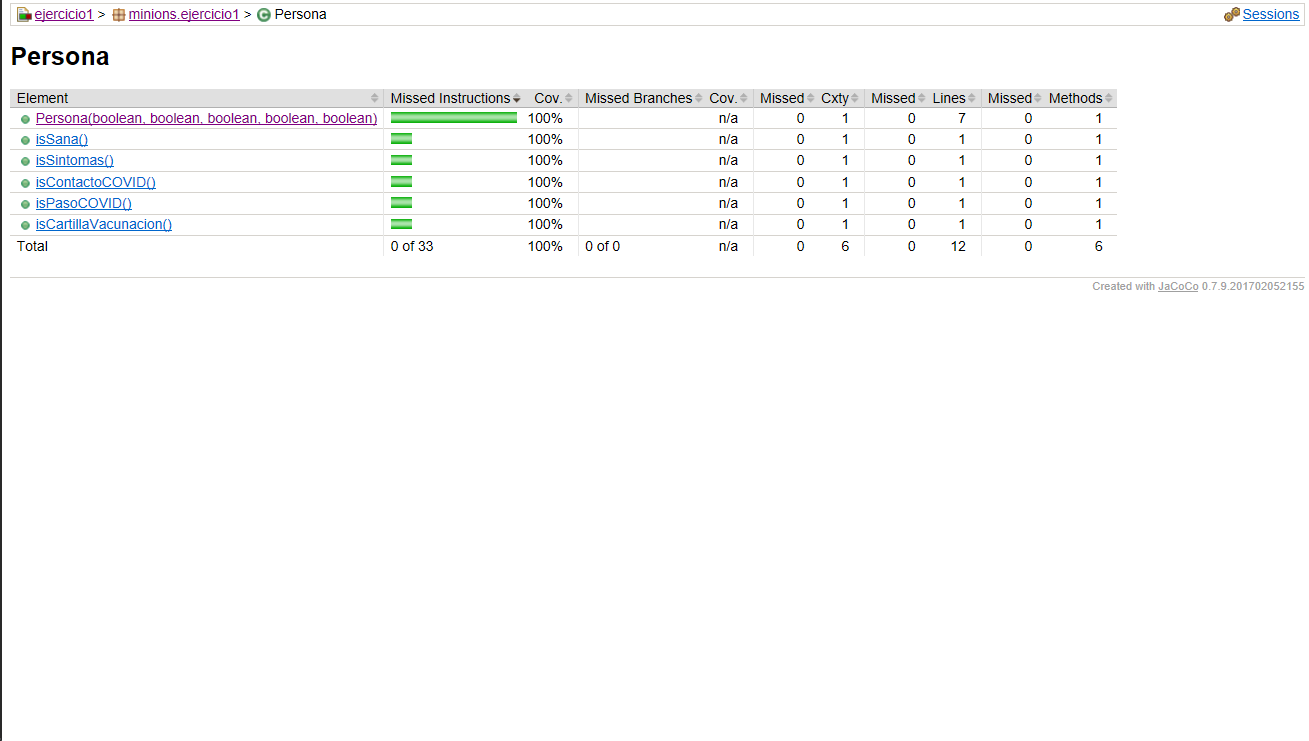 ejercicio1 > minions.ejercicio1 > Persona Sessions
Persona
Element Missed Instructions Cov. Missed Branches Cov. Missed Cxty Missed Lines Missed Methods
Persona(boolean, boolean, boolean, boolean, boolean) 100% n/a 0 1 0 7 0 1
isSana() 100% n/a 0 1 0 1 0 1
isSintomas() 100% n/a 0 1 0 1 0 1
isContactoCOVID() 100% n/a 0 1 0 1 0 1
isPasoCOVID() 100% n/a 0 1 0 1 0 1
isCartillaVacunacion() 100% n/a 0 1 0 1 0 1
Total 0 of 33 100% 0 of 0 n/a 0 6 0 12 0 6
Created with JaCoCo 0.7.9.201702052155